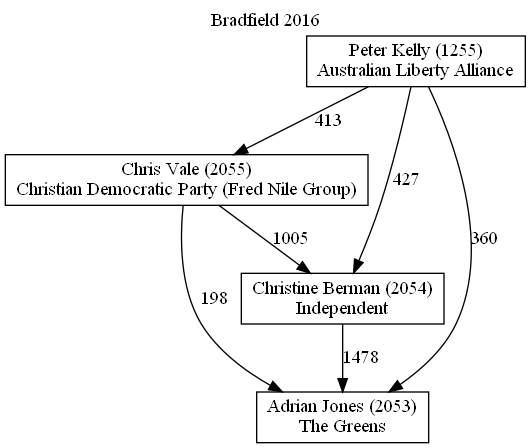 Bradfield 2016
Peter Kelly (1255)
Australian Liberty Alliance
413
Chris Vale (2055)
Christian Democratic Party (Fred Nile Group)
427
1005
360
Christine Berman (2054)
Independent
198
1478
Adrian Jones (2053)
The Greens